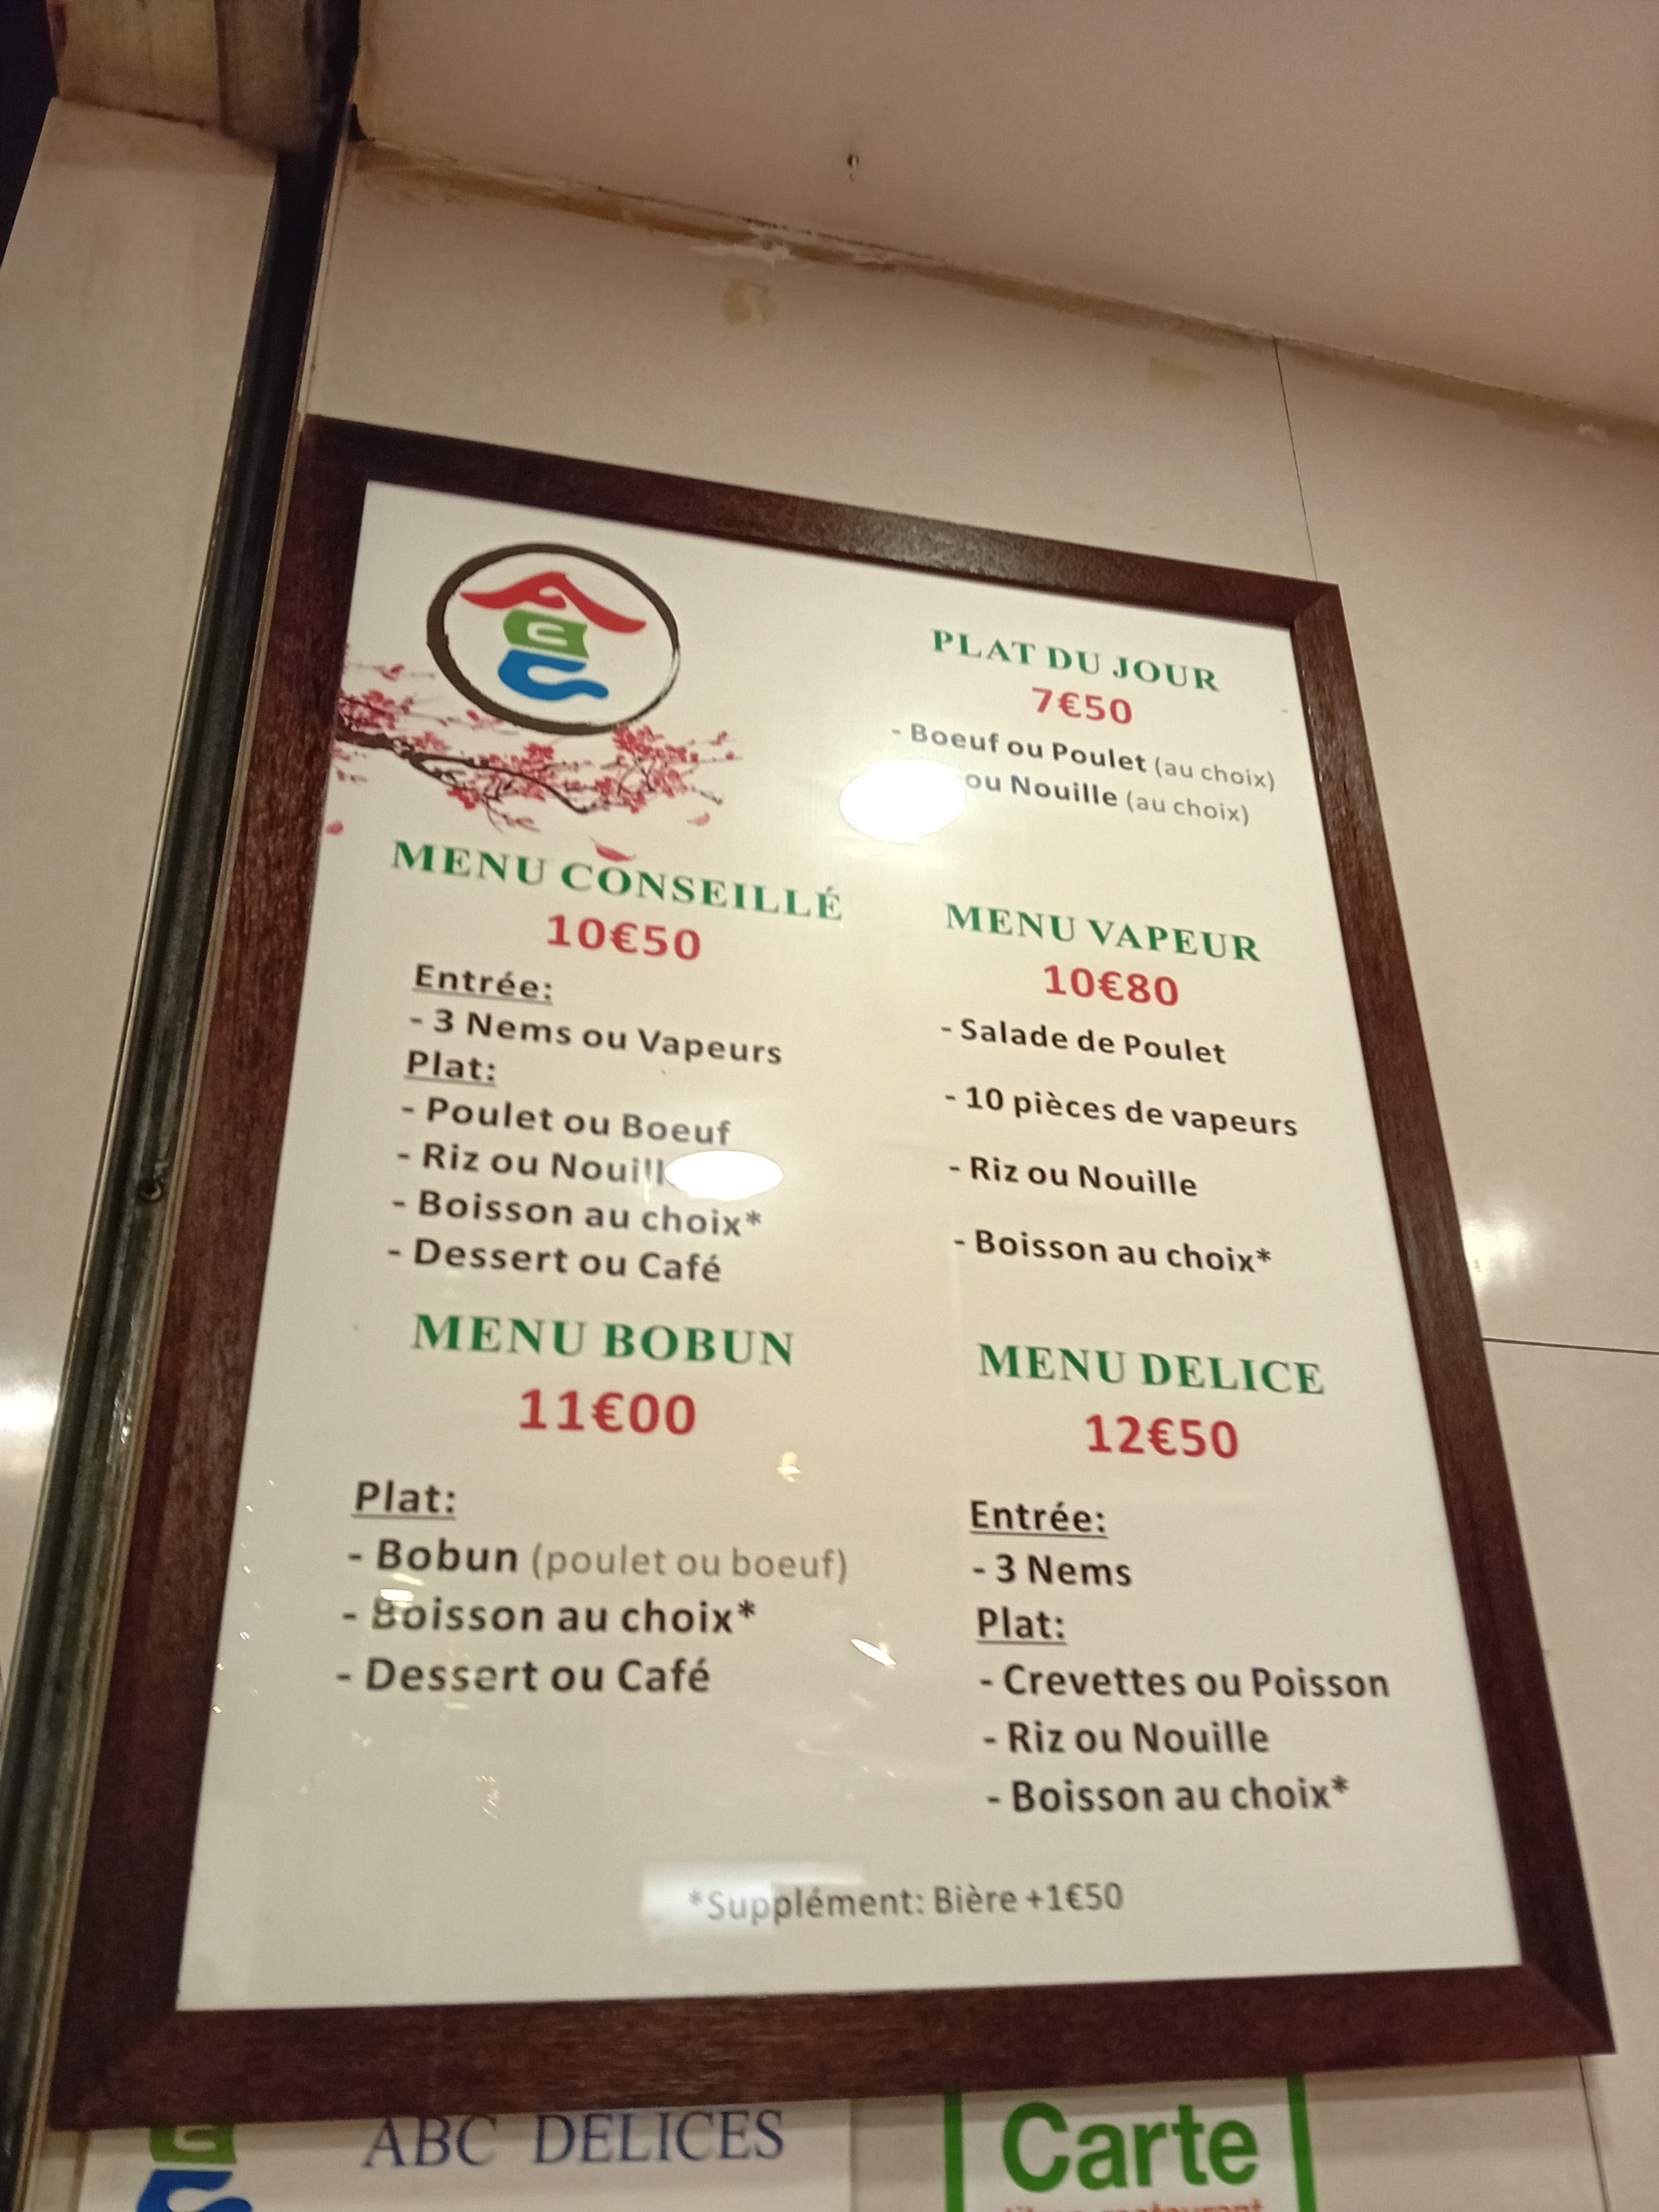 ABC
PLAT DU JOUR
7€50
- Boeuf ou Poulet (au choix)
ou Nouille (au choix)
MENU CONSEILLÉ
10€50
Entrée:
- 3 Nems ou Vapeurs
Plat:
- Poulet ou Boeuf
- Riz ou Nouill
- Boisson au choix*
- Dessert ou Café
MENU VAPEUR
10€80
- Salade de Poulet
- 10 pièces de vapeurs
- Riz ou Nouille
- Boisson au choix*
MENU BOBUN
11€00
Plat:
- Bobun (poulet ou boeuf)
- Boisson au choix*
- Dessert ou Café
MENU DELICE
12€50
Entrée:
- 3 Nems
Plat:
- Crevettes ou Poisson
- Riz ou Nouille
- Boisson au choix*
*Supplément: Bière +1€50
ABC DELICES
Carte